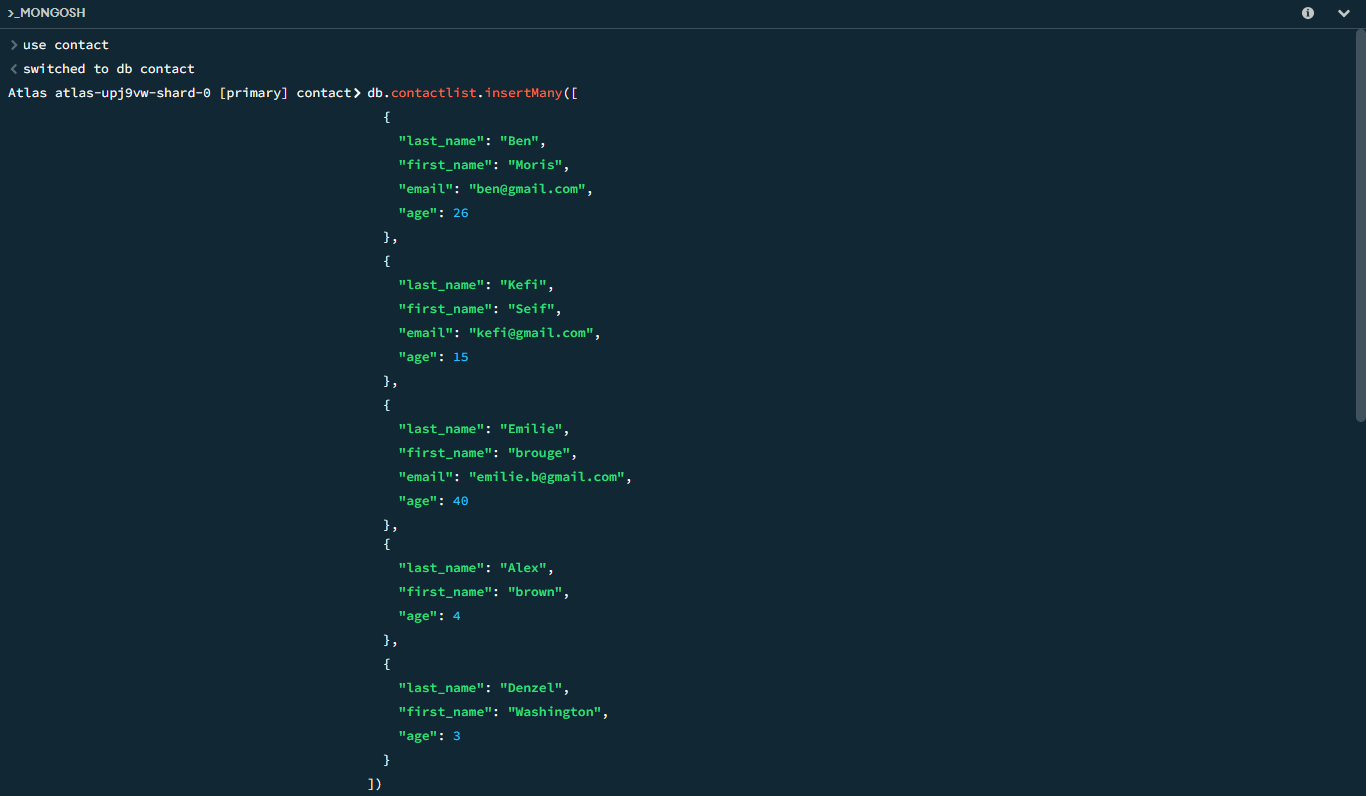 >_MONGOSH
> use contact
< switched to db contact
Atlas atlas-upj9vw-shard-0 [primary] contact> db.contactlist.insertMany([
{
"last_name": "Ben",
"first_name": "Moris",
"email": "ben@gmail.com",
"age": 26
},
{
"last_name": "Kefi",
"first_name": "Seif",
"email": "kefi@gmail.com",
"age": 15
},
{
"last_name": "Emilie",
"first_name": "brouge",
"email": "emilie.b@gmail.com",
"age": 40
},
{
"last_name": "Alex",
"first_name": "brown",
"age": 4
},
{
"last_name": "Denzel",
"first_name": "Washington",
"age": 3
}
])